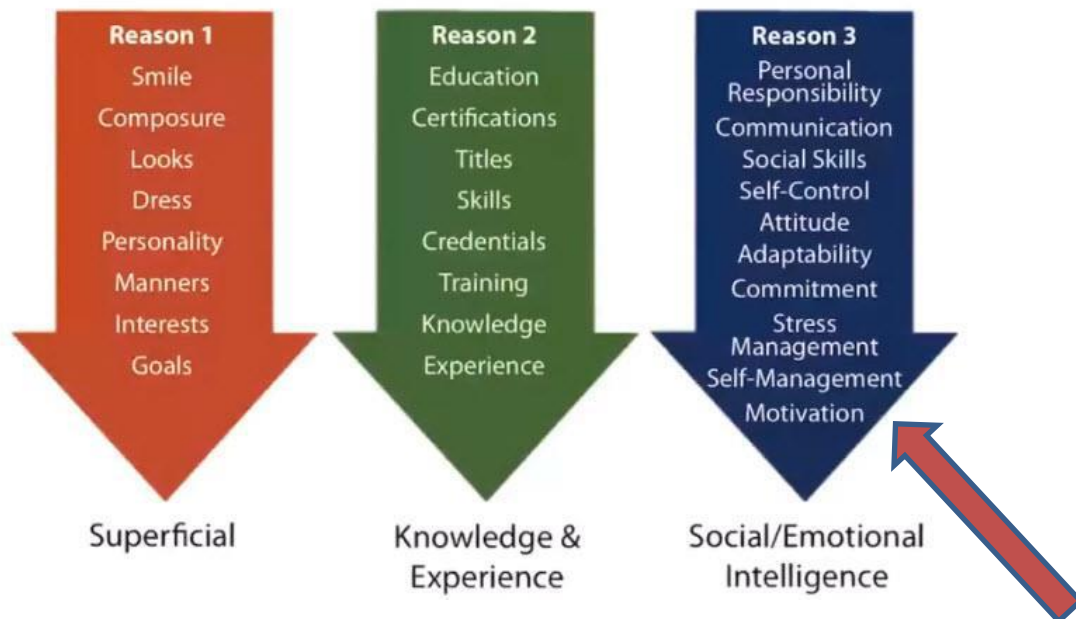 Reason 1
Smile
Composure
Looks
Dress
Personality
Manners
Interests
Goals
Superficial
Reason 2
Education
Certifications
Titles
Skills
Credentials
Training
Knowledge
Experience
Knowledge &
Experience
Reason 3
Personal
Responsibility
Communication
Social Skills
Self-Control
Attitude
Adaptability
Commitment
Stress
Management
Self-Management
Motivation
Social/Emotional
Intelligence